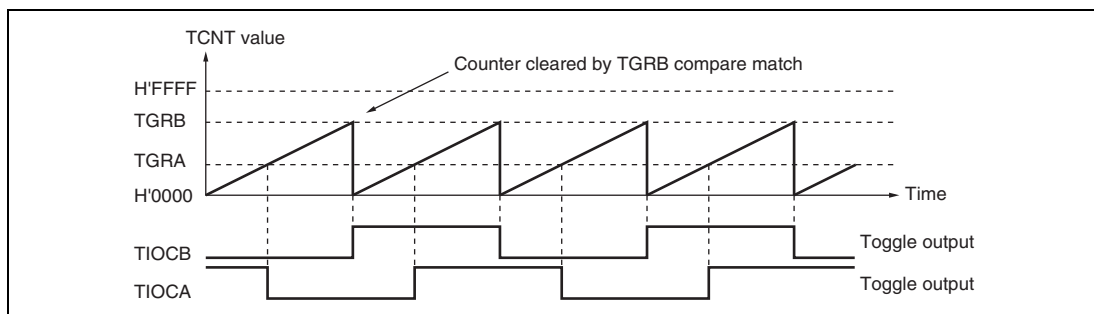 TCNT value
Counter cleared by TGRB compare match
H'FFFF
TGRB
TGRA
H'0000
Time
TIOCB
Toggle output
TIOCA
Toggle output